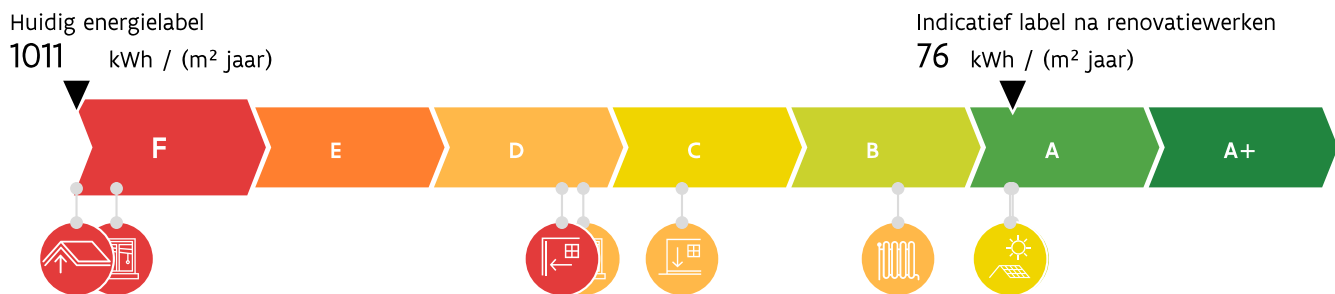 Huidig energielabel
1011 kWh / (m² jaar)
Indicatief label na renovatiewerken
76 kWh / (m² jaar)
F E D C B A A+